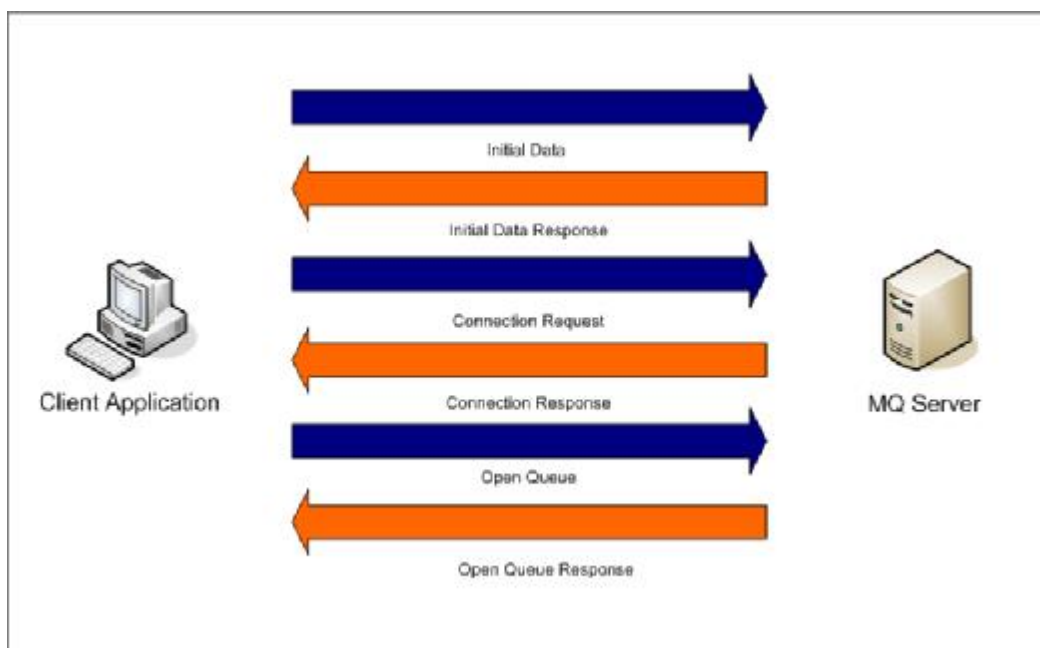 Initial Data
Initial Data Response
Connection Request
Client Application
MQ Server
Connection Response
Open Queue
Open Queue Response